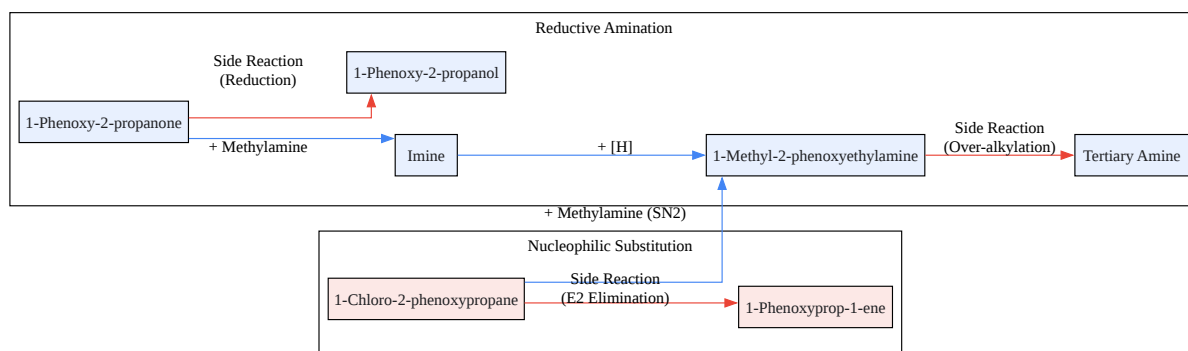 Reductive Amination
Side Reaction
(Reduction)
1-Phenoxy-2-propanol
1-Phenoxy-2-propanone
+ Methylamine
Imine
+ [H]
1-Methyl-2-phenoxyethylamine
Side Reaction
(Over-alkylation)
Tertiary Amine
+ Methylamine (SN2)
Nucleophilic Substitution
1-Chloro-2-phenoxypropane
Side Reaction
(E2 Elimination)
1-Phenoxyprop-1-ene